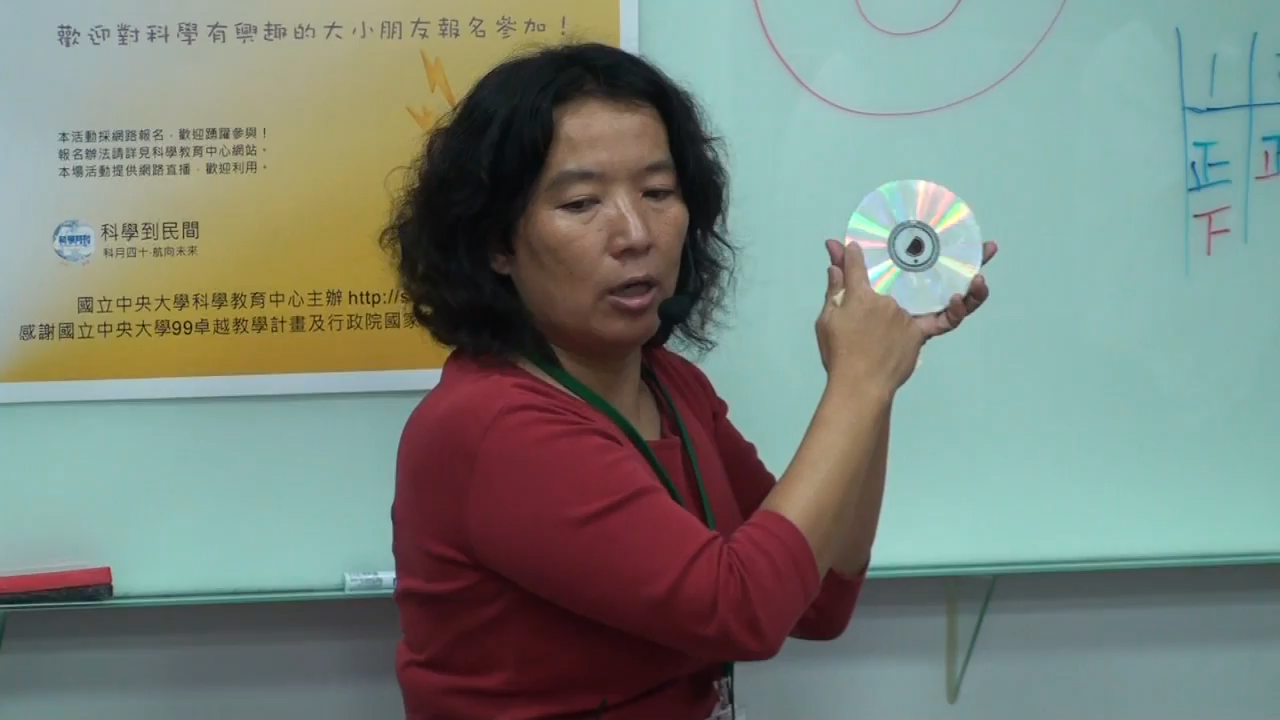 歡迎對科學有興趣的大小朋友報名參加！
本活動採網路報名，歡迎踴躍參與！
報名辦法請詳見科學教育中心網站。
本場活動提供網路直播，歡迎利用。
科學到民間
科月四十·航向未來
國立中央大學科學教育中心主辦 http://s
感謝國立中央大學99卓越教學計畫及行政院國家
1
正
下